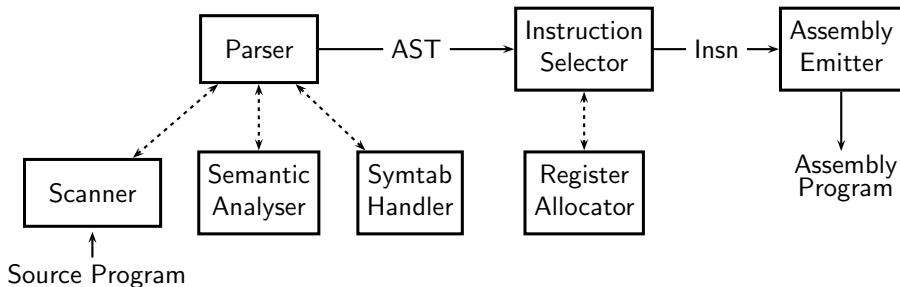 Parser
AST
Instruction
Selector
Insn
Assembly
Emitter
Scanner
Semantic
Analyser
Symtab
Handler
Register
Allocator
Assembly
Program
Source Program